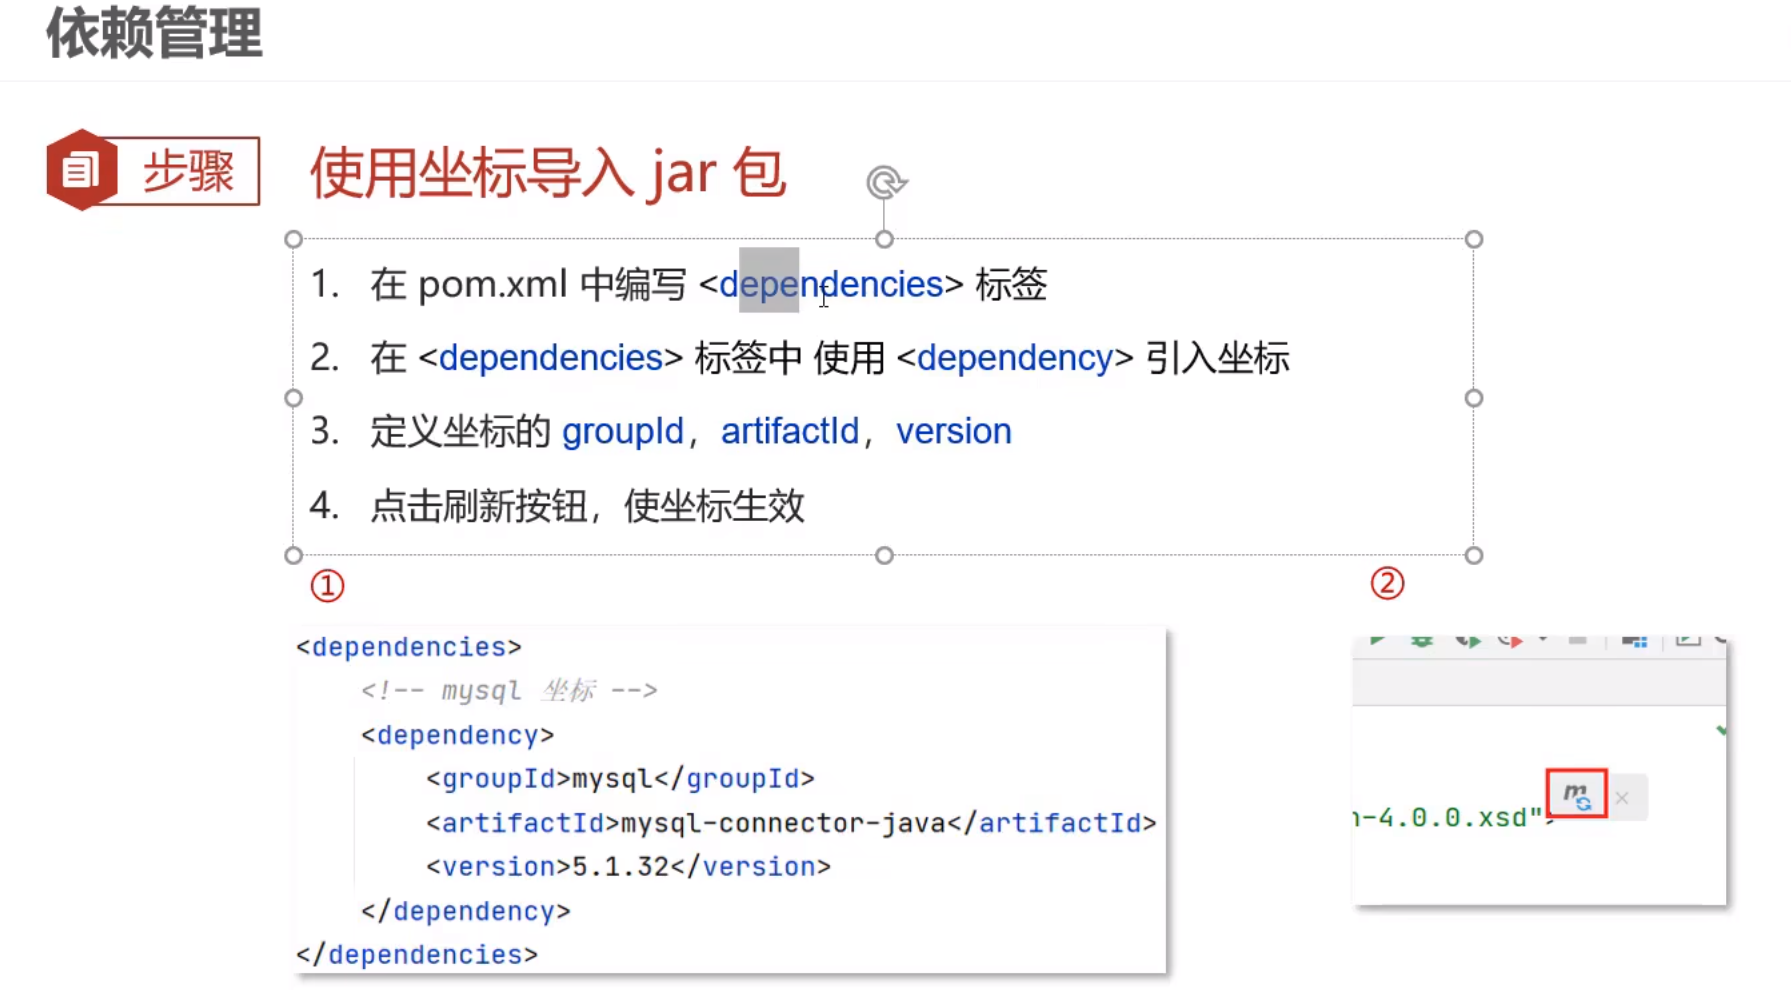 依赖管理
步骤
使用坐标导入 jar 包
1. 在 pom.xml 中编写 <dependencies> 标签
2. 在 <dependencies> 标签中 使用 <dependency> 引入坐标
3. 定义坐标的 groupId，artifactId，version
4. 点击刷新按钮，使坐标生效
①
②
<dependencies>
<!-- mysql 坐标 -->
<dependency>
<groupId>mysql</groupId>
<artifactId>mysql-connector-java</artifactId>
<version>5.1.32</version>
</dependency>
</dependencies>
m
-4.0.0.xsd">